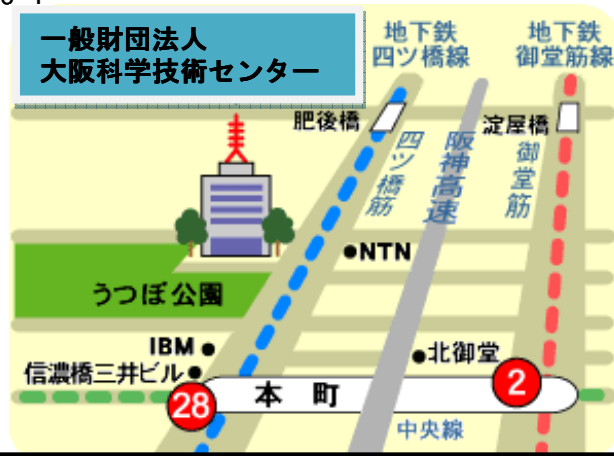 一般財団法人
大阪科学技術センター
地下鉄
四ツ橋線
地下鉄
御堂筋線
肥後橋
淀屋橋
四ツ橋筋
阪神高速
御堂筋
NTN
うつぼ公園
IBM
北御堂
信濃橋三井ビル
2
28
本町
中央線